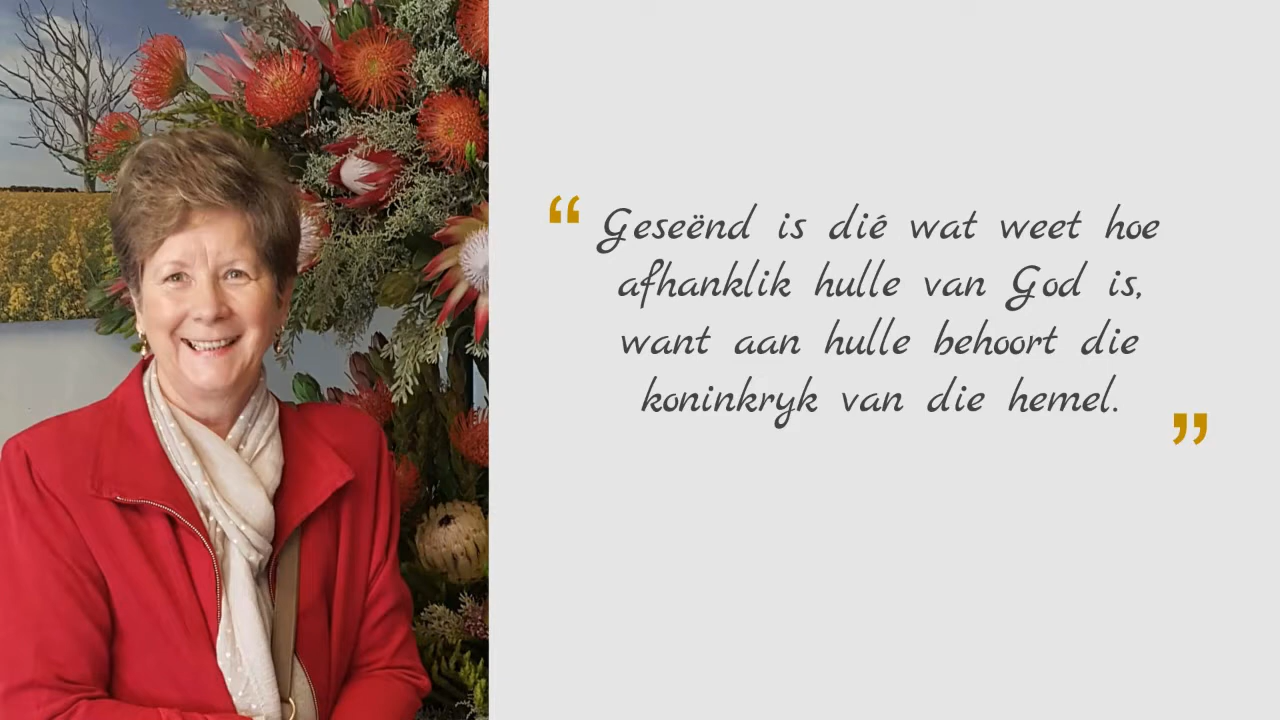 “ Geseënd is dié wat weet hoe
afhanklik hulle van God is,
want aan hulle behoort die
koninkryk van die hemel. ”